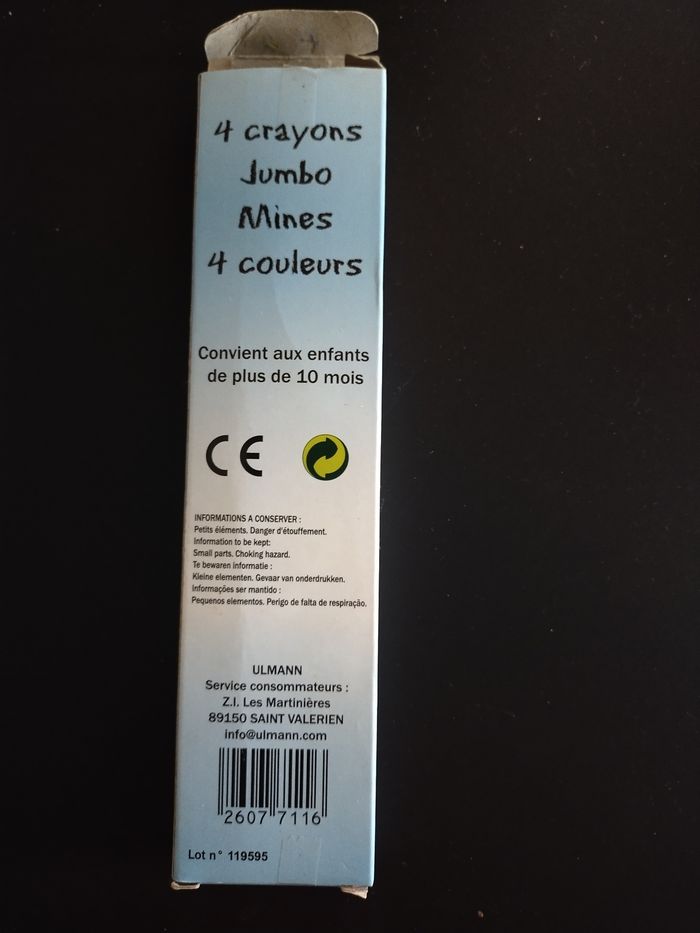 4 crayons
Jumbo
Mines
4 couleurs
Convient aux enfants
de plus de 10 mois
CE
INFORMATIONS A CONSERVER :
Petits éléments. Danger d'étouffement.
Information to be kept:
Small parts. Choking hazard.
Te bewaren informatie :
Kleine elementen. Gevaar van onderdrukken.
Informações ser mantido :
Pequenos elementos. Perigo de falta de respiração.
ULMANN
Service consommateurs :
Z.I. Les Martinières
89150 SAINT VALERIEN
info@ulmann.com
2607 7116
Lot n° 119595